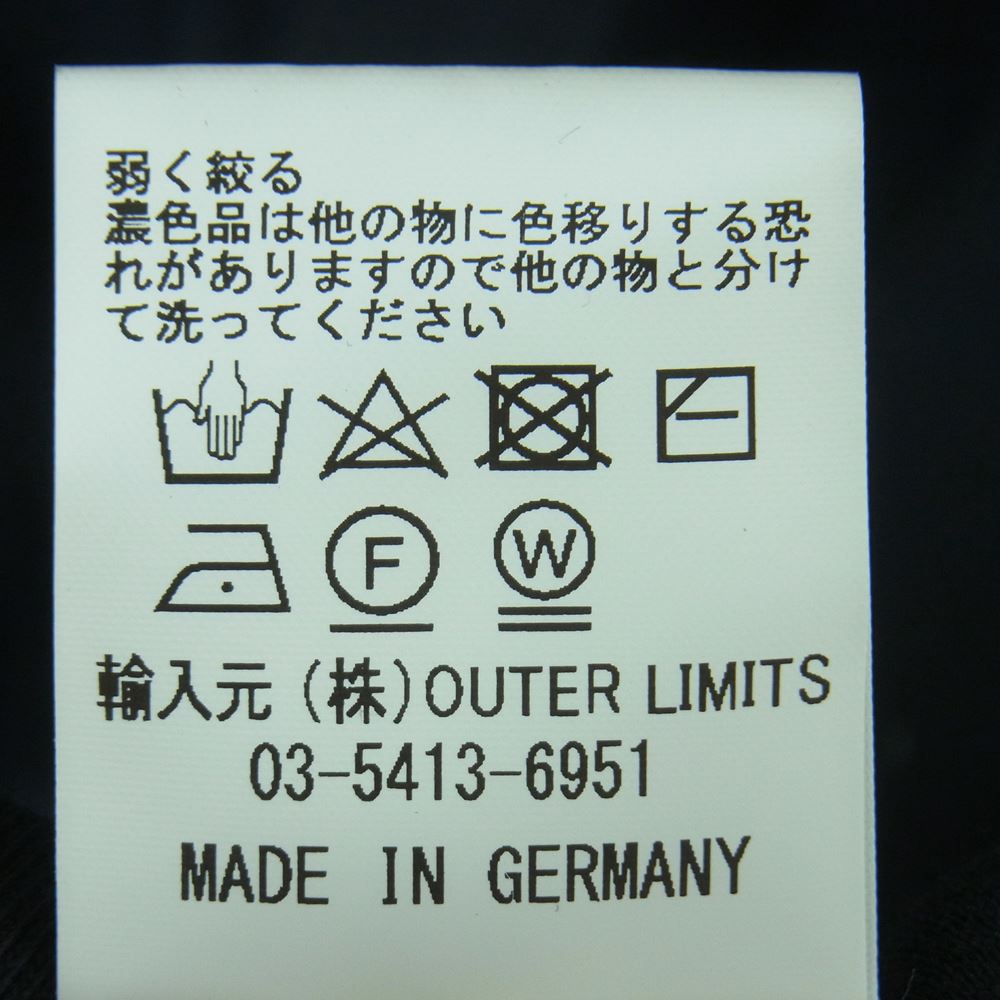 弱く絞る
濃色品は他の物に色移りする恐
れがありますので他の物と分け
て洗ってください
F W
輸入元(株)OUTER LIMITS
03-5413-6951
MADE IN GERMANY